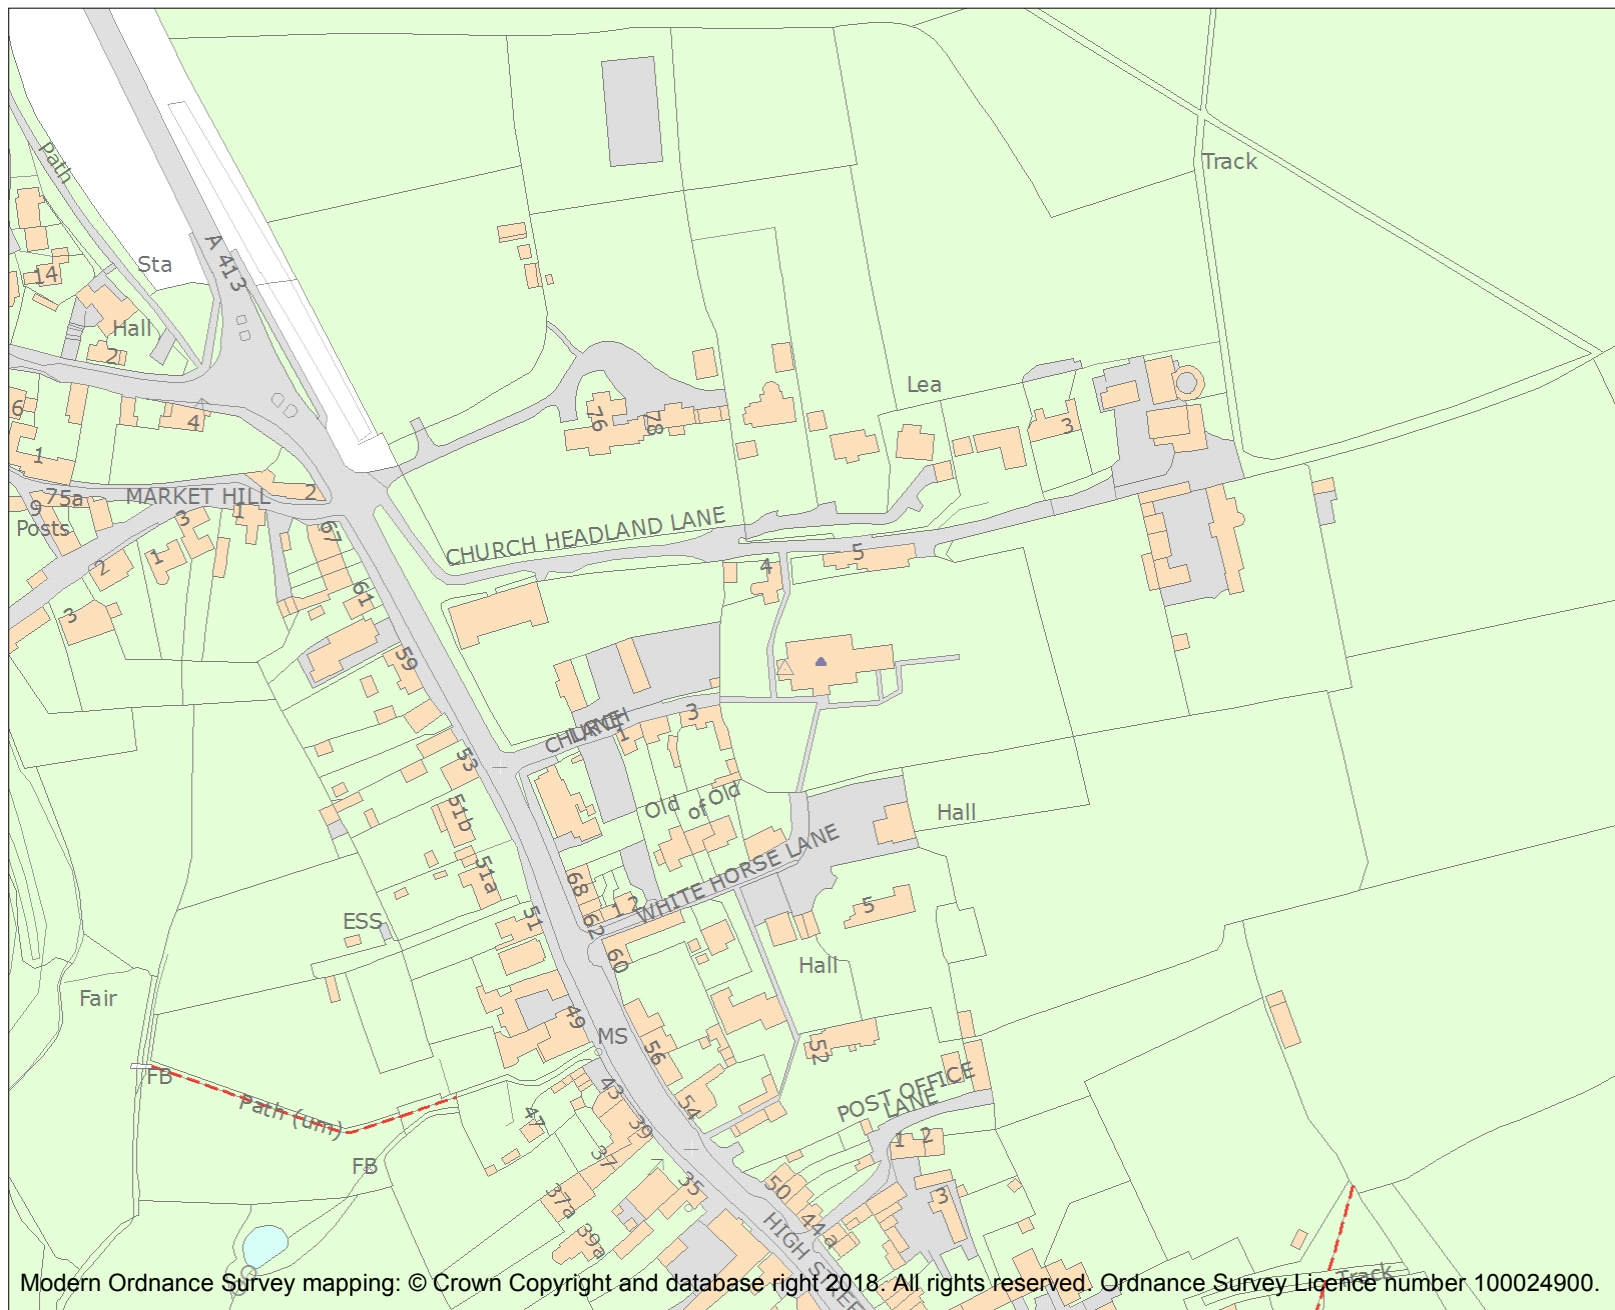 Path
Track
A 413
Sta
14
Hall
2
Lea
6
4
76
78
3
1
MARKET HILL
2
75a
9
Posts
3
1
67
CHURCH HEADLAND LANE
2
1
5
4
3
61
59
CHURCH
LANE
1
3
53
51b
Old
of
Old
Hall
WHITE HORSE LANE
51a
68
1
2
62
5
ESS
51
60
Hall
Fair
49
MS
56
52
FB
POST OFFICE
LANE
Path (um)
43
54
47
39
1
2
FB
37
35
50
3
37a
44a
39a
HIGH STREE
Track
Modern Ordnance Survey mapping: © Crown Copyright and database right 2018. All rights reserved. Ordnance Survey Licence number 100024900.